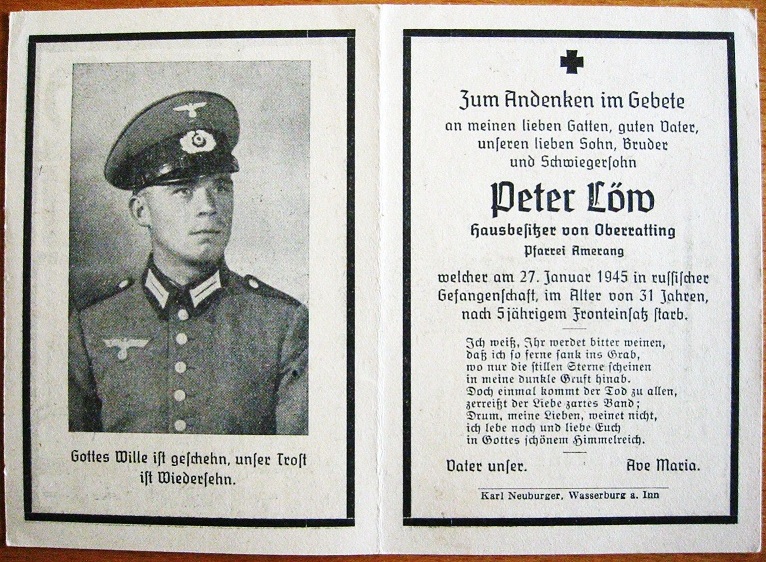 Gottes Wille ist geschehn, unser Trost
ist Wiedersehn.
Zum Andenken im Gebete
an meinen lieben Gatten, guten Vater,
unseren lieben Sohn, Bruder
und Schwiegersohn
Peter Löw
Hausbesitzer von Oberratting
Pfarrei Amerang
welcher am 27. Januar 1945 in russischer
Gefangenschaft, im Alter von 31 Jahren,
nach 5jährigem Fronteinsatz starb.
Ich weiß, Ihr werdet bitter weinen,
daß ich so ferne sank ins Grab,
wo nur die stillen Sterne scheinen
in meine dunkle Gruft hinab.
Doch einmal kommt der Tod zu allen,
zerreißt der Liebe zartes Band;
Drum, meine Lieben, weinet nicht,
ich lebe noch und liebe Euch
in Gottes schönem Himmelreich.
Vater unser. Ave Maria.
Karl Neuburger, Wasserburg a. Inn